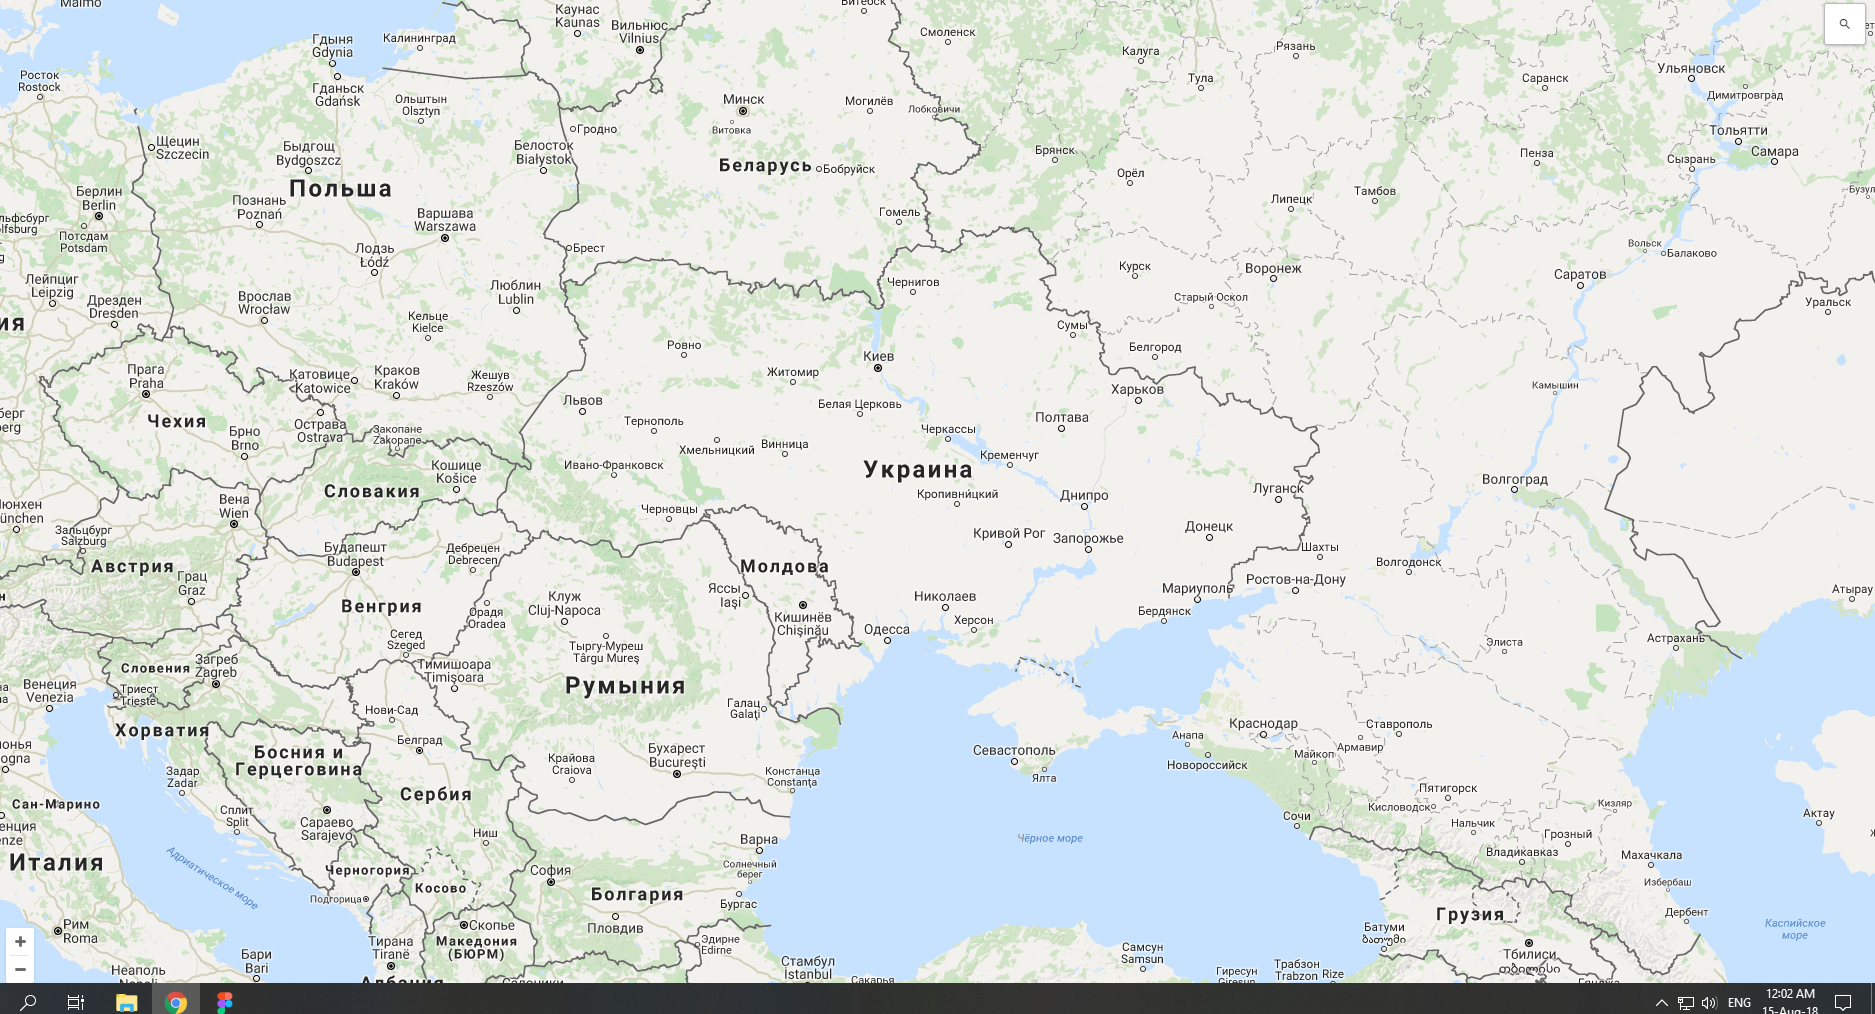 Malmö
Каунас
Kaunas
Вильнюс
Vilnius
Витебск
Смоленск
Калуга
Рязань
Тула
Саранск
Ульяновск
Димитровград
Тольятти
Самара
Сызрань
Пенза
Гдыня
Gdynia
Калининград
Росток
Rostock
Гданьск
Gdańsk
Ольштын
Olsztyn
Минск
Витовка
Могилёв
Лобковичи
Щецин
Szczecin
Быдгощ
Bydgoszcz
Белосток
Białystok
Гродно
Беларусь
Бобруйск
Брянск
Орёл
Липецк
Тамбов
Польша
Берлин
Berlin
Познань
Poznań
Варшава
Warszawa
Гомель
Потсдам
Potsdam
Лодзь
Łódź
Брест
Чернигов
Курск
Воронеж
Старый Оскол
Вольск
Балаково
Саратов
Уральск
Лейпциг
Leipzig
Дрезден
Dresden
Врослав
Wrocław
Люблин
Lublin
Кельце
Kielce
Ровно
Киев
Житомир
Сумы
Белгород
Харьков
Камышин
Прага
Praha
Катовице
Katowice
Краков
Kraków
Жешув
Rzeszów
Львов
Белая Церковь
Чехия
Брно
Brno
Острава
Ostrava
Закопане
Zakopane
Тернополь
Хмельницкий
Винница
Черкассы
Полтава
Кременчуг
Словакия
Кошице
Košice
Ивано-Франковск
Украина
Кропивни́цкий
Днипро
Луганск
Волгоград
Вена
Wien
Зальцбург
Salzburg
Черновцы
Кривой Рог
Запорожье
Донецк
Шахты
Волгодонск
Австрия
Грац
Graz
Будапешт
Budapest
Дебрецен
Debrecen
Венгрия
Молдова
Яссы
Iași
Клуж
Cluj-Napoca
Орадя
Oradea
Кишинёв
Chișinău
Николаев
Херсон
Одесса
Мариуполь
Бердянск
Ростов-на-Дону
Атырау
Астрахань
Элиста
Сегед
Szeged
Тыргу-Муреш
Târgu Mureș
Словения
Загреб
Zagreb
Тимишоара
Timișoara
Румыния
Венеция
Venezia
Триест
Trieste
Хорватия
Нови-Сад
Галац
Galați
Белград
Босния и
Герцеговина
Бухарест
București
Крайова
Craiova
Констанца
Constanța
Севастополь
Ялта
Анапа
Новороссийск
Краснодар
Майкоп
Армавир
Ставрополь
Задар
Zadar
Сан-Марино
Сплит
Split
Сараево
Sarajevo
Сербия
Ниш
Варна
Чёрное море
Сочи
Пятигорск
Кисловодск
Нальчик
Кизляр
Грозный
Владикавказ
Махачкала
Актау
Италия
Адриатическое море
Черногория
Подгорица
Косово
София
Болгария
Солнечный
берег
Бургас
Избербаш
Дербент
Каспийское
море
Грузия
Рим
Roma
Скопье
Пловдив
Македония
(БЮРМ)
Тирана
Tiranë
Эдирне
Edirne
Батуми
ბათუმი
Тбилиси
თბილისი
Бари
Bari
Неаполь
Napoli
Албания
Салоники
Стамбул
İstanbul
Сакарья
Самсун
Samsun
Гиресун
Giresun
Трабзон
Trabzon
Rize
Гянджа
ENG
12:02 AM
15-Aug-18